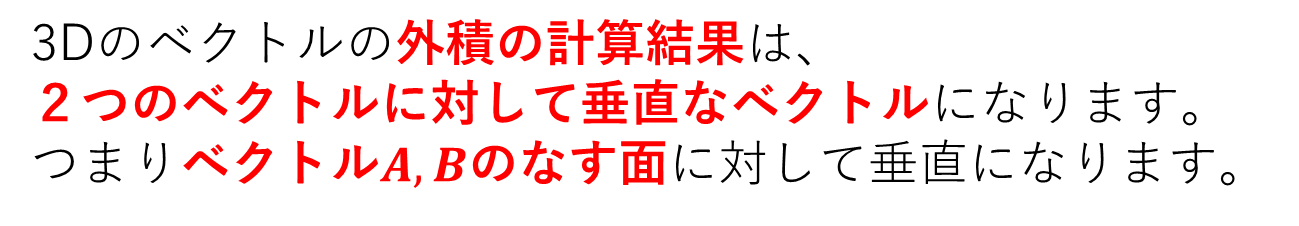 3Dのベクトルの外積の計算結果は、
２つのベクトルに対して垂直なベクトルになります。
つまりベクトルA,Bのなす面に対して垂直になります。